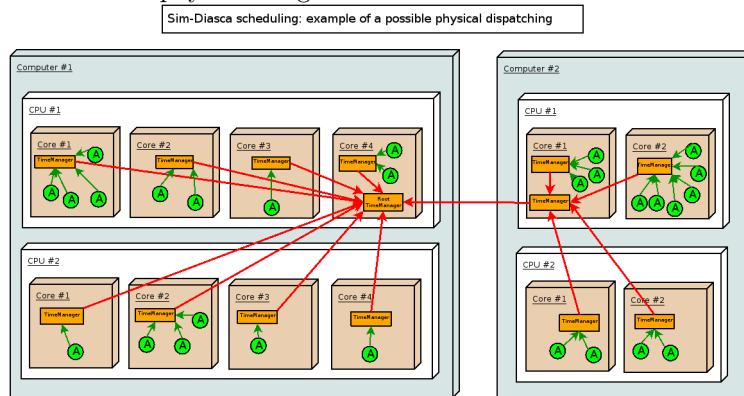 Sim-Diasca scheduling: example of a possible physical dispatching
Computer #1
CPU #1
Core #1
TimeManager
A
A
A
A
Core #2
TimeManager
A
A
Core #3
TimeManager
A
Core #4
TimeManager
A
A
Root
TimeManager
CPU #2
Core #1
TimeManager
A
Core #2
TimeManager
A
A
A
Core #3
TimeManager
A
Core #4
TimeManager
A
Computer #2
CPU #1
Core #1
TimeManager
A
A
A
TimeManager
Core #2
TimeManager
A
A
A
A
A
A
CPU #2
Core #1
TimeManager
A
A
Core #2
TimeManager
A
A